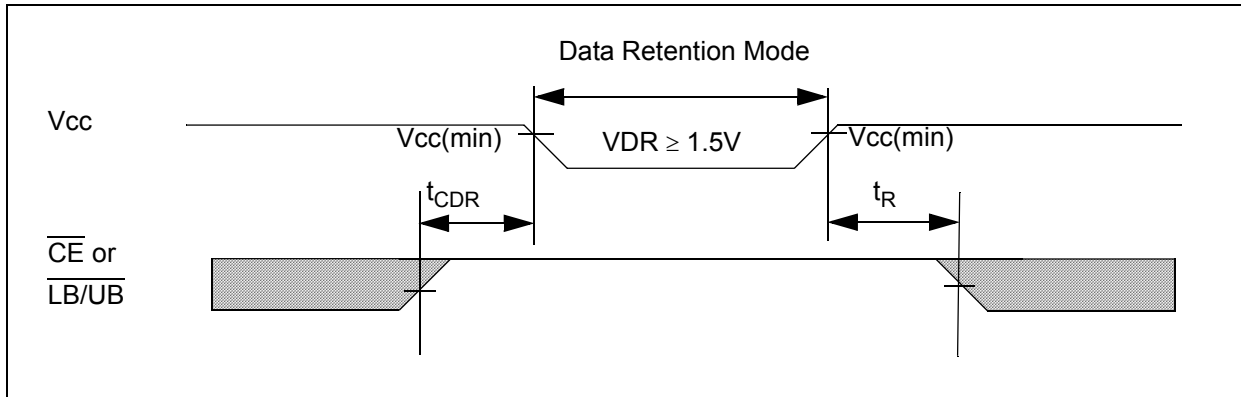 Data Retention Mode
Vcc
Vcc(min)
VDR ≥ 1.5V
Vcc(min)
tCDR
tR
CE or
LB/UB